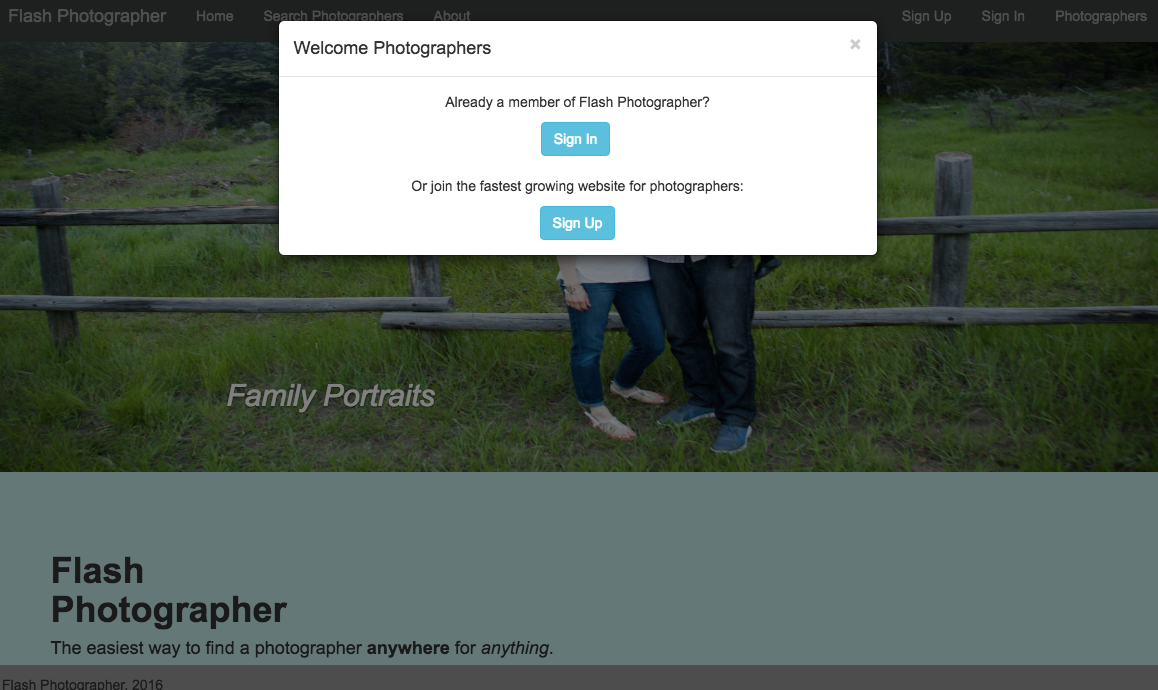 Flash Photographer Home Search Photographers About Sign Up Sign In Photographers
Welcome Photographers ×
Already a member of Flash Photographer?
Sign In
Or join the fastest growing website for photographers:
Sign Up
Family Portraits
Flash
Photographer
The easiest way to find a photographer anywhere for anything.
Flash Photographer, 2016